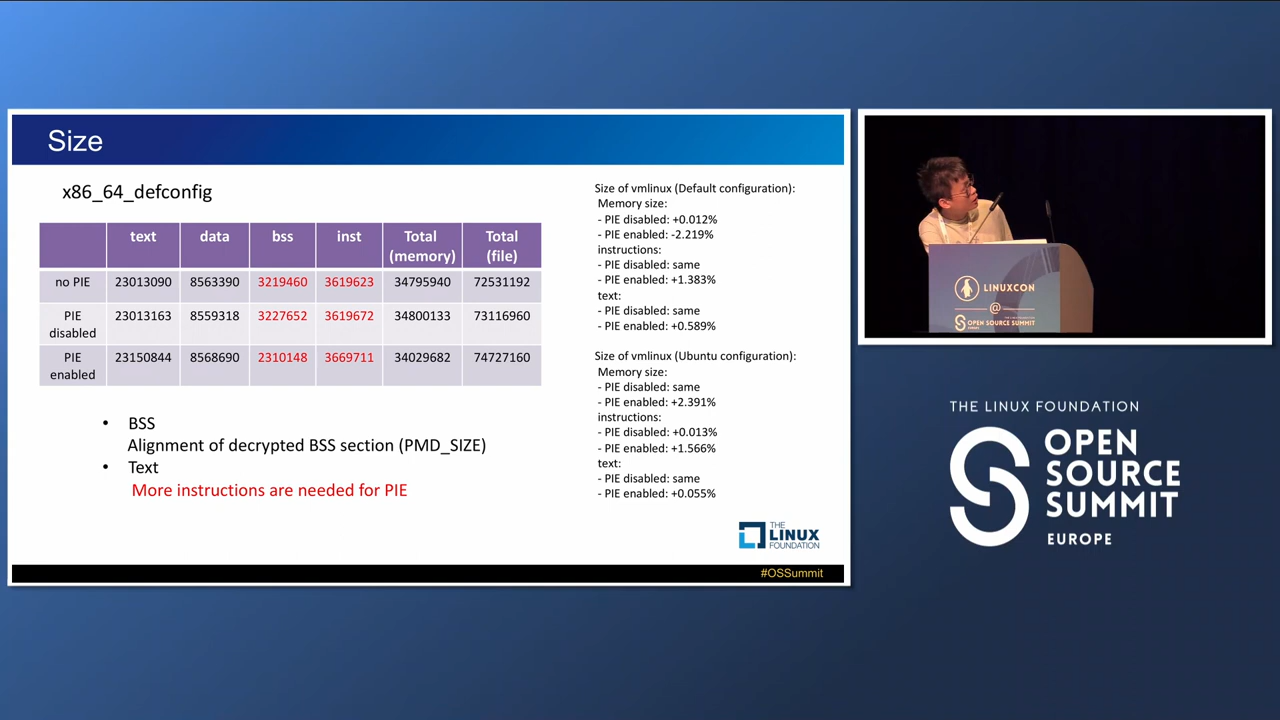 Size
x86_64_defconfig
text data bss inst Total (memory) Total (file)
no PIE 23013090 8563390 3219460 3619623 34795940 72531192
PIE disabled 23013163 8559318 3227652 3619672 34800133 73116960
PIE enabled 23150844 8568690 2310148 3669711 34029682 74727160
• BSS
Alignment of decrypted BSS section (PMD_SIZE)
• Text
More instructions are needed for PIE
Size of vmlinux (Default configuration):
Memory size:
- PIE disabled: +0.012%
- PIE enabled: -2.219%
instructions:
- PIE disabled: same
- PIE enabled: +1.383%
text:
- PIE disabled: same
- PIE enabled: +0.589%
Size of vmlinux (Ubuntu configuration):
Memory size:
- PIE disabled: same
- PIE enabled: +2.391%
instructions:
- PIE disabled: +0.013%
- PIE enabled: +1.566%
text:
- PIE disabled: same
- PIE enabled: +0.055%
THE
LINUX
FOUNDATION
#OSSummit
LINUXCON
@
OPEN SOURCE SUMMIT
THE LINUX FOUNDATION
OPEN
SOURCE
SUMMIT
EUROPE